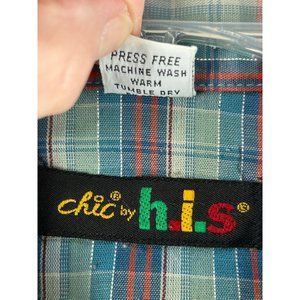 PRESS FREE
MACHINE WASH
WARM
TUMBLE DRY
chic® by h.i.s®